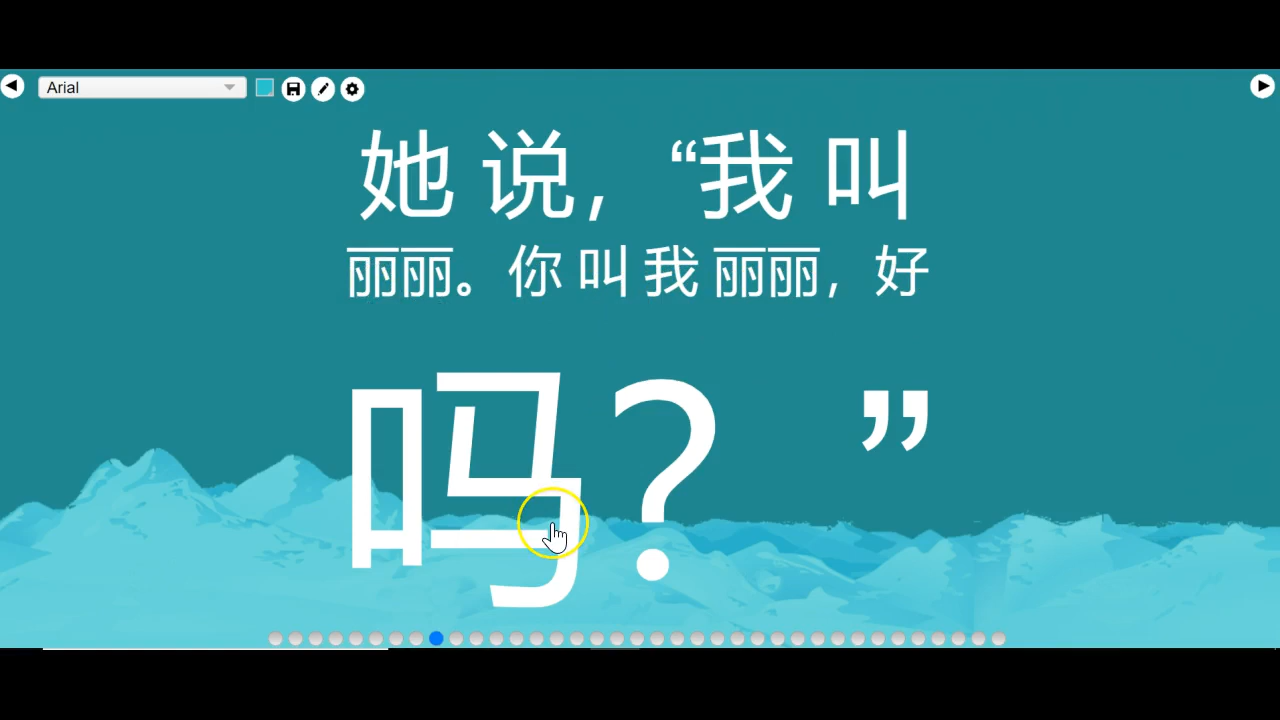 Arial
她 说，“我 叫
丽丽。你 叫 我 丽丽，好
吗？ ”